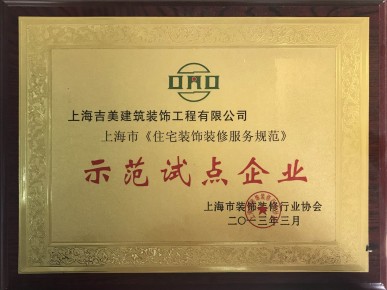 上海吉美建筑装饰工程有限公司
上海市《住宅装饰装修服务规范》
示范试点企业
上海市装饰装修行业协会
二〇一三年三月